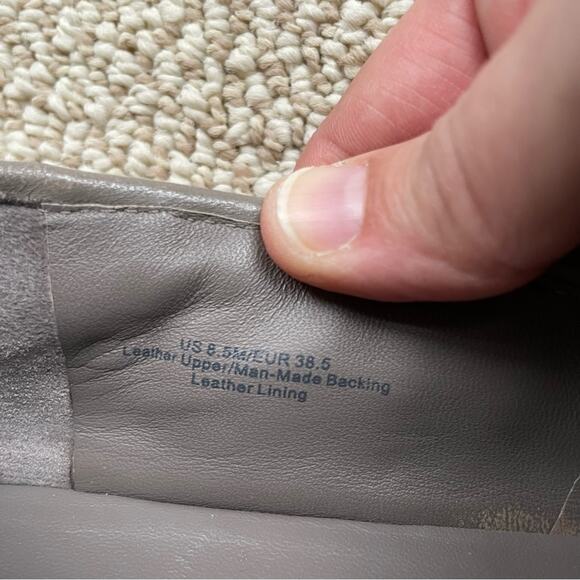 US 8.5M/EUR 38.5
Leather Upper/Man-Made Backing
Leather Lining